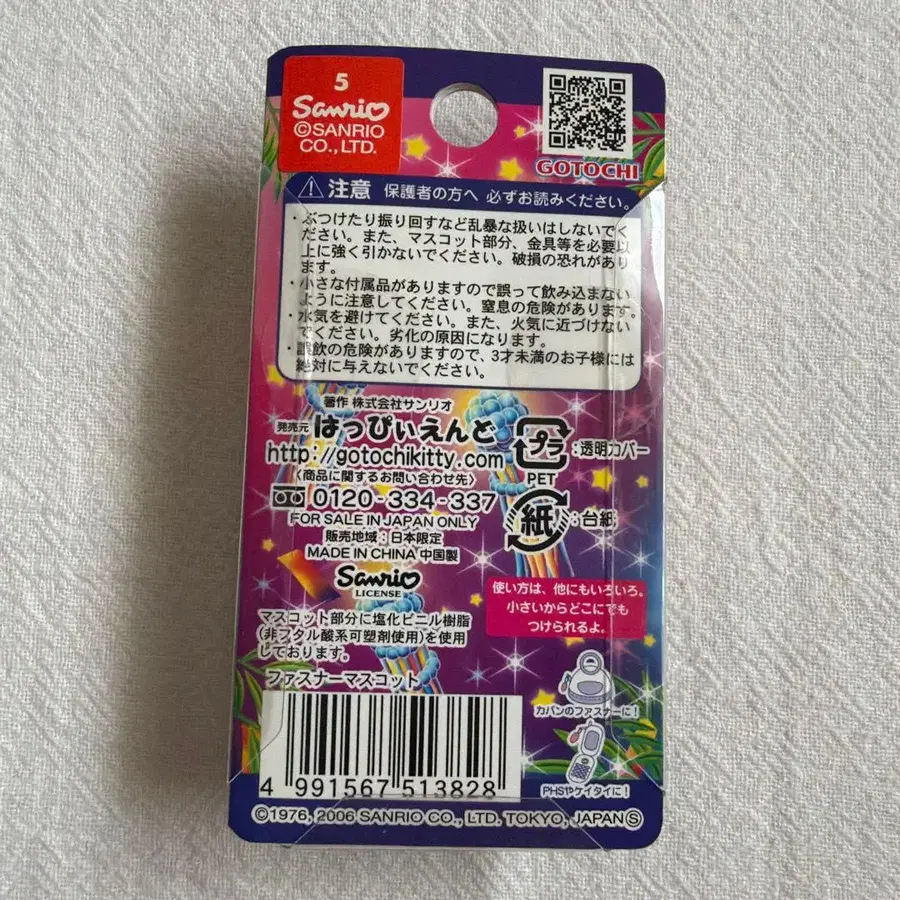 5
Sanrio
©SANRIO
CO., LTD.
GOTOCHI
注意 保護者の方へ 必ずお読みください。
・ぶつけたり振り回すなど乱暴な扱いはしないでく
ださい。また、マスコット部分、金具等を必要以
上に強く引かないでください。破損の恐れがあり
ます。
・小さな付属品がありますので誤って飲み込まない
ように注意してください。窒息の危険があります。
・水気を避けてください。また、火気に近づけない
でください。劣化の原因になります。
・誤飲の危険がありますので、3才未満のお子様には
絶対に与えないでください。
著作 株式会社サンリオ
発売元 はっぴぃえんど
http://gotochikitty.com
〈商品に関するお問い合わせ先〉
0120-334-337
FOR SALE IN JAPAN ONLY
販売地域:日本限定
MADE IN CHINA 中国製
Sanrio
LICENSE
プラ:透明カバー
PET
紙:台紙
マスコット部分に塩化ビニル樹脂
(非フタル酸系可塑剤使用)を使用
しております。
ファスナーマスコット
使い方は、他にもいろいろ。
小さいからどこにでも
つけられるよ。
カバンのファスナーに!
PHSやケイタイに!
4 991567 513828
©1976, 2006 SANRIO CO., LTD. TOKYO, JAPAN Ⓢ